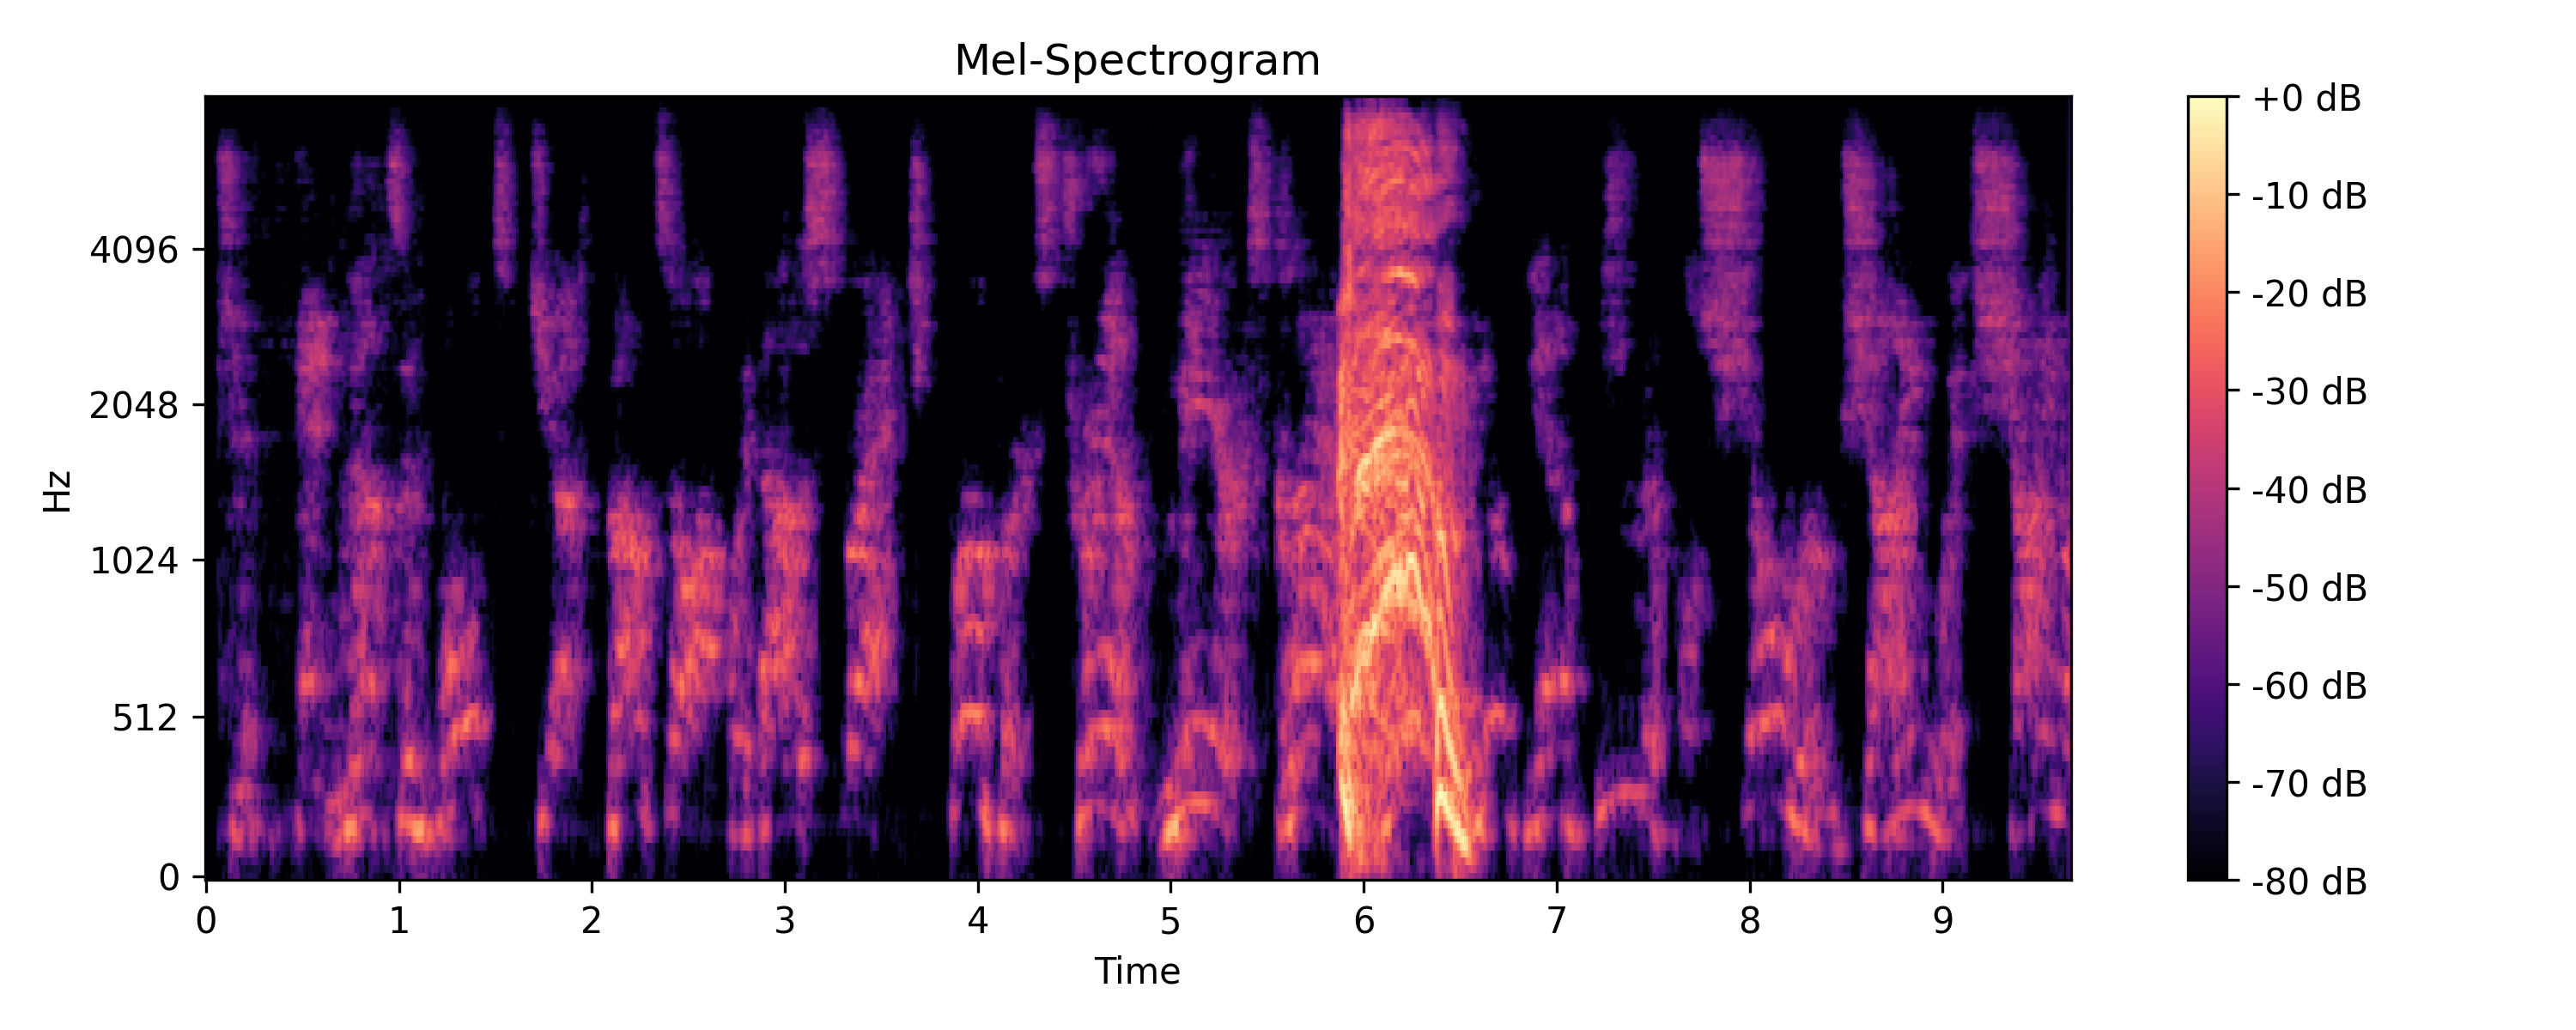 Mel-Spectrogram
+0 dB
4096
-10 dB
-20 dB
2048
-30 dB
Hz
-40 dB
1024
-50 dB
512
-60 dB
-70 dB
0
-80 dB
0 1 2 3 4 5 6 7 8 9
Time